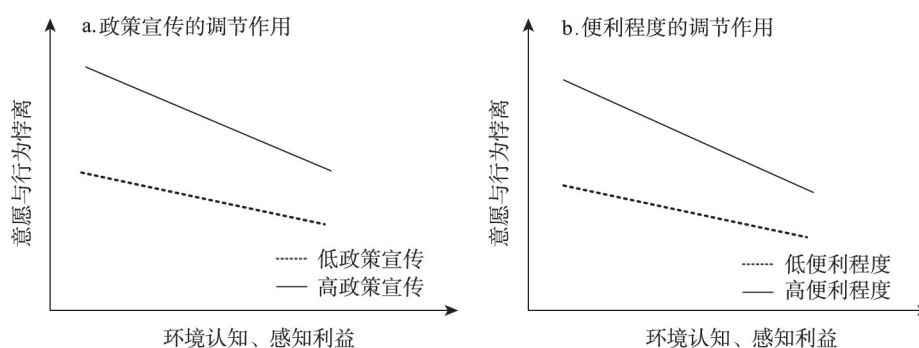 a.政策宣传的调节作用
意愿与行为悖离
低政策宣传
高政策宣传
环境认知、感知利益
b.便利程度的调节作用
意愿与行为悖离
低便利程度
高便利程度
环境认知、感知利益